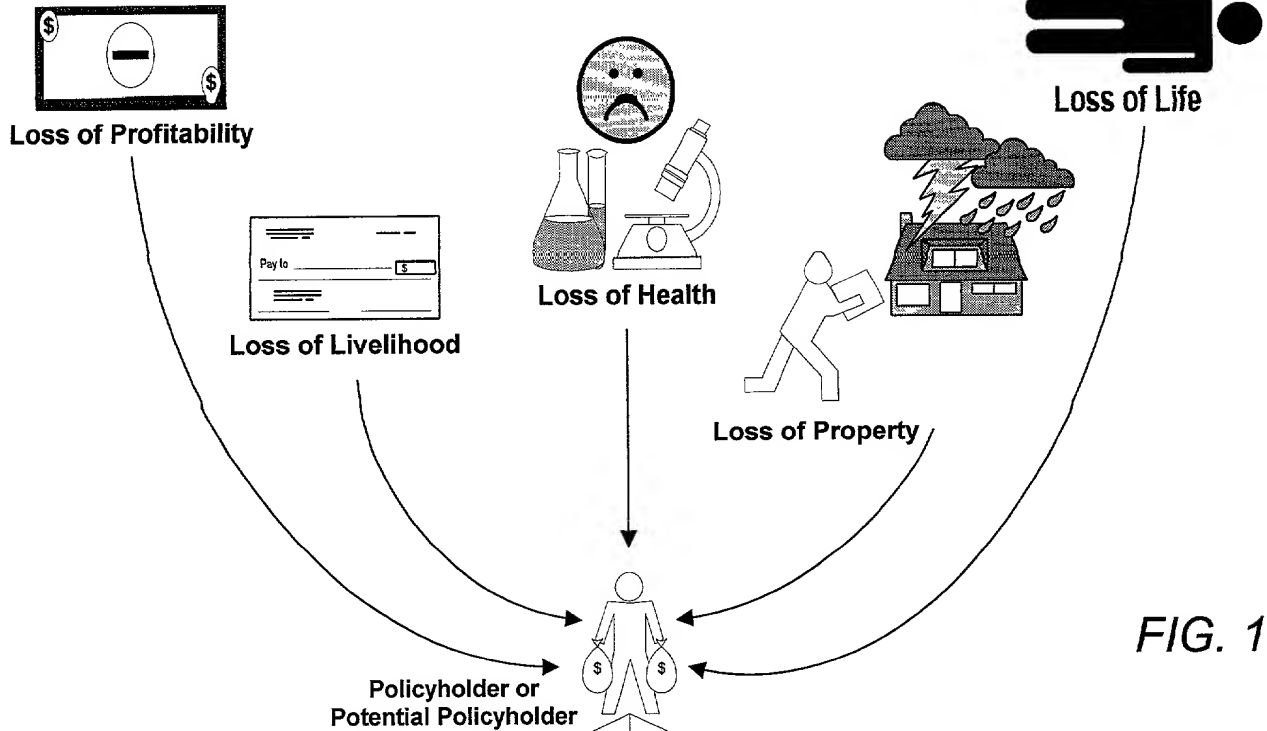 $
$
Loss of Profitability
Loss of Life
Pay to $
Loss of Health
Loss of Livelihood
Loss of Property
$ $
FIG. 1
Policyholder or
Potential Policyholder